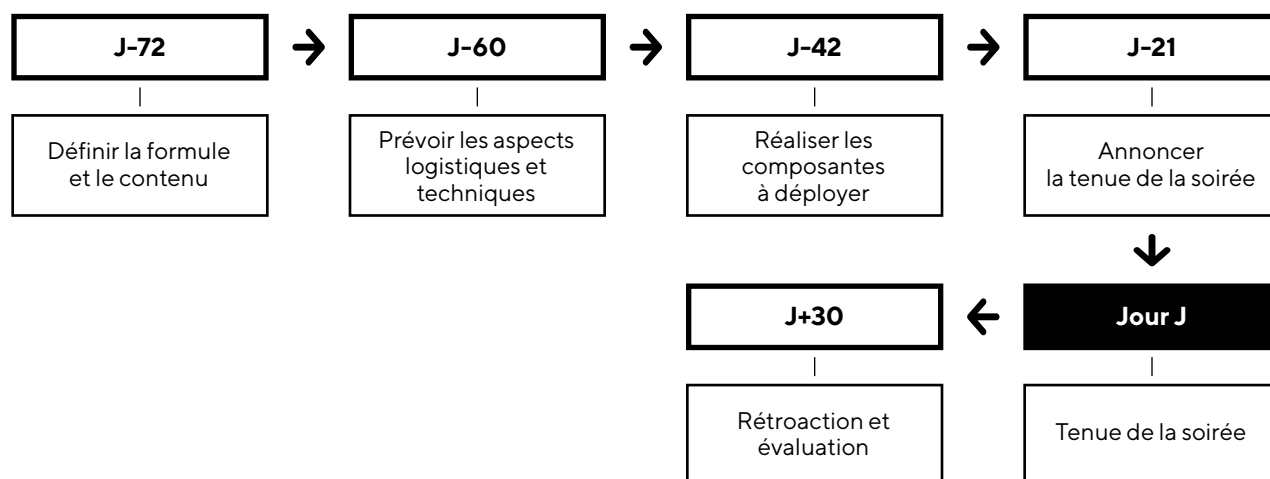 J-72
J-60
J-42
J-21
Définir la formule
et le contenu
Prévoir les aspects
logistiques et
techniques
Réaliser les
composantes
à déployer
Annoncer
la tenue de la soirée
J+30
Jour J
Rétroaction et
évaluation
Tenue de la soirée